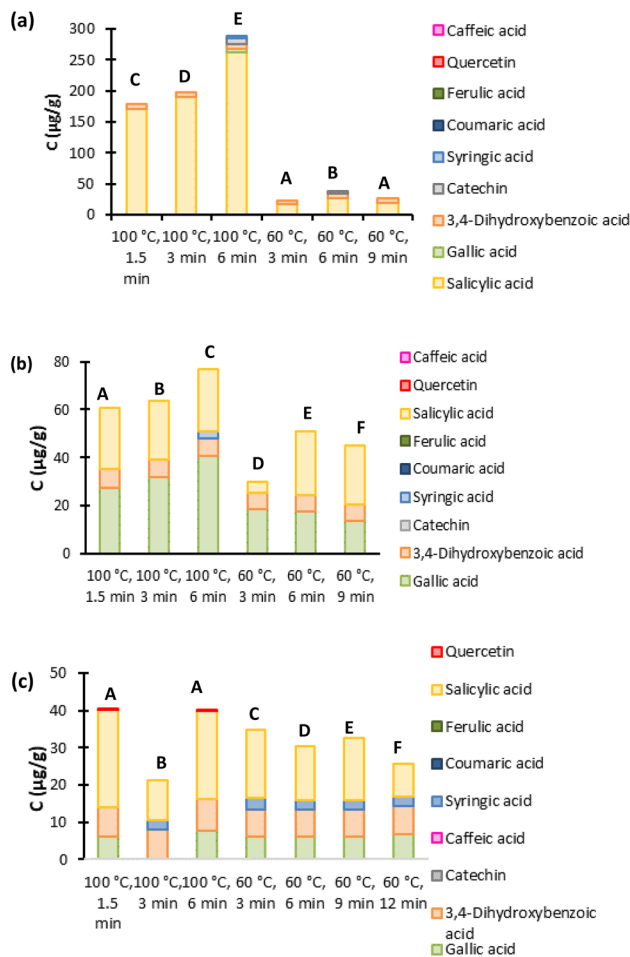 (a)
C (µg/g)
300
250
200
150
100
50
0
C
D
E
A
B
A
100 °C, 1.5 min
100 °C, 3 min
100 °C, 6 min
60 °C, 3 min
60 °C, 6 min
60 °C, 9 min
Caffeic acid
Quercetin
Ferulic acid
Coumaric acid
Syringic acid
Catechin
3,4-Dihydroxybenzoic acid
Gallic acid
Salicylic acid
(b)
C (µg/g)
80
60
40
20
0
A
B
C
D
E
F
100 °C, 1.5 min
100 °C, 3 min
100 °C, 6 min
60 °C, 3 min
60 °C, 6 min
60 °C, 9 min
Caffeic acid
Quercetin
Salicylic acid
Ferulic acid
Coumaric acid
Syringic acid
Catechin
3,4-Dihydroxybenzoic acid
Gallic acid
(c)
C (µg/g)
50
40
30
20
10
0
A
B
A
C
D
E
F
100 °C, 1.5 min
100 °C, 3 min
100 °C, 6 min
60 °C, 3 min
60 °C, 6 min
60 °C, 9 min
60 °C, 12 min
Quercetin
Salicylic acid
Ferulic acid
Coumaric acid
Syringic acid
Caffeic acid
Catechin
3,4-Dihydroxybenzoic
acid
Gallic acid